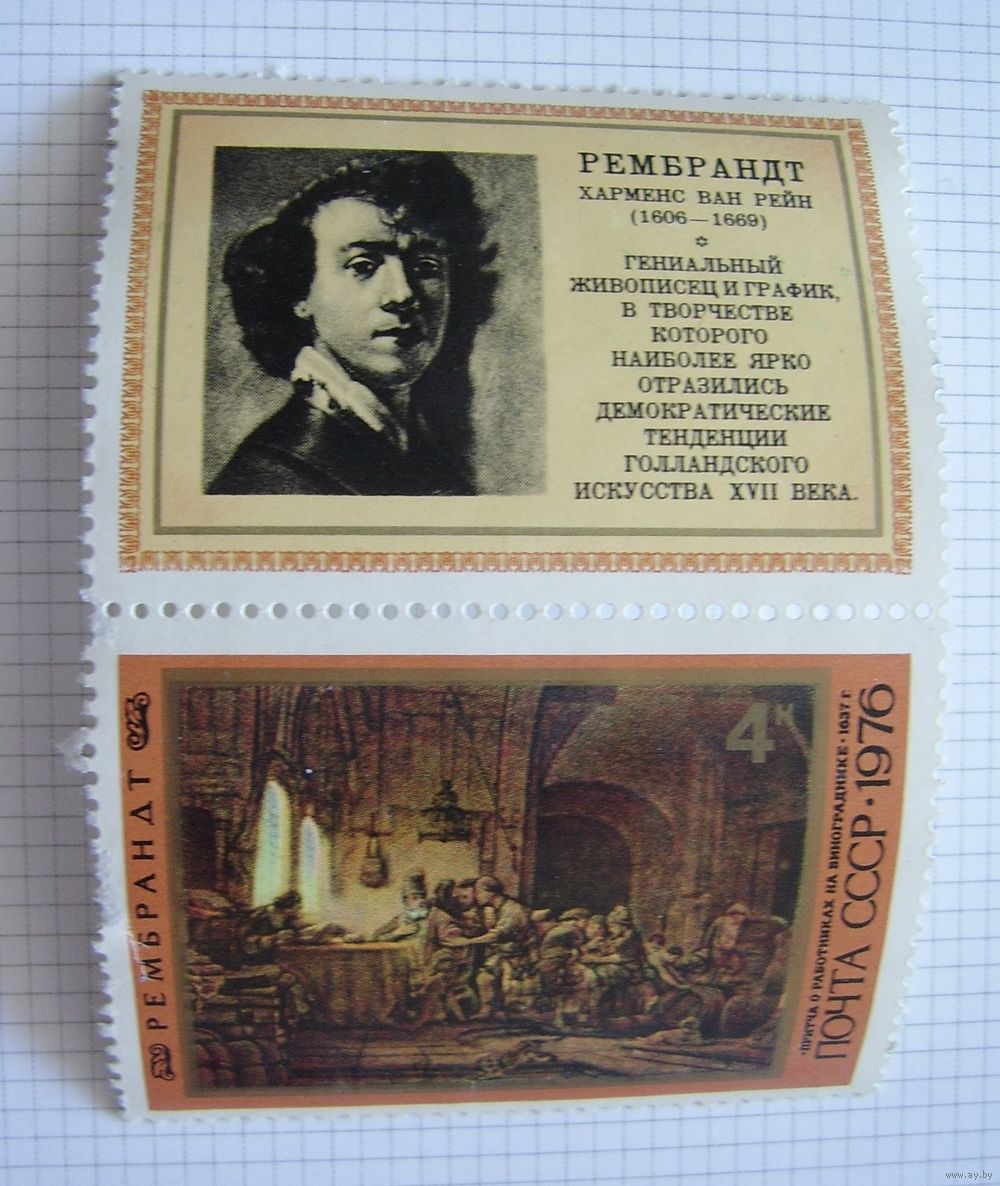 РЕМБРАНДТ
ХАРМЕНС ВАН РЕЙН
(1606—1669)
ГЕНИАЛЬНЫЙ
ЖИВОПИСЕЦ И ГРАФИК,
В ТВОРЧЕСТВЕ
КОТОРОГО
НАИБОЛЕЕ ЯРКО
ОТРАЗИЛИСЬ
ДЕМОКРАТИЧЕСКИЕ
ТЕНДЕНЦИИ
ГОЛЛАНДСКОГО
ИСКУССТВА XVII ВЕКА.
РЕМБРАНДТ
4К
•ПРИТЧА О РАБОТНИКАХ НА ВИНОГРАДНИКЕ•1637 г.
ПОЧТА СССР•1976
www.ay.by